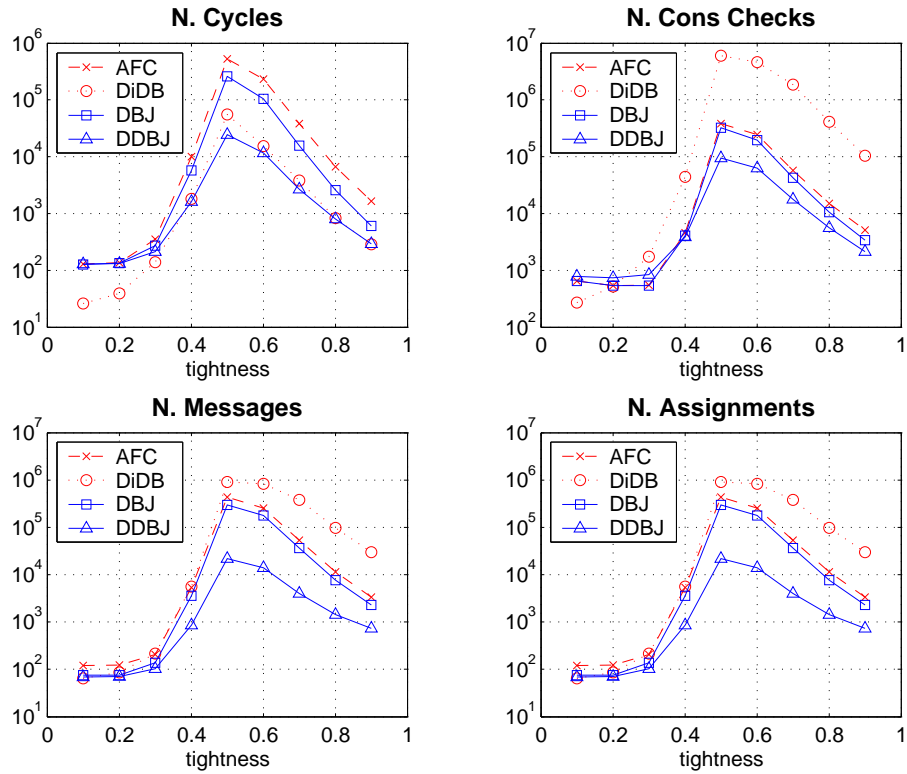 N. Cycles
10^6
10^5
10^4
10^3
10^2
10^1
AFC
DiDB
DBJ
DDBJ
0 0.2 0.4 0.6 0.8 1
tightness
N. Cons Checks
10^7
10^6
10^5
10^4
10^3
10^2
AFC
DiDB
DBJ
DDBJ
0 0.2 0.4 0.6 0.8 1
tightness
N. Messages
10^7
10^6
10^5
10^4
10^3
10^2
10^1
AFC
DiDB
DBJ
DDBJ
0 0.2 0.4 0.6 0.8 1
tightness
N. Assignments
10^7
10^6
10^5
10^4
10^3
10^2
10^1
AFC
DiDB
DBJ
DDBJ
0 0.2 0.4 0.6 0.8 1
tightness